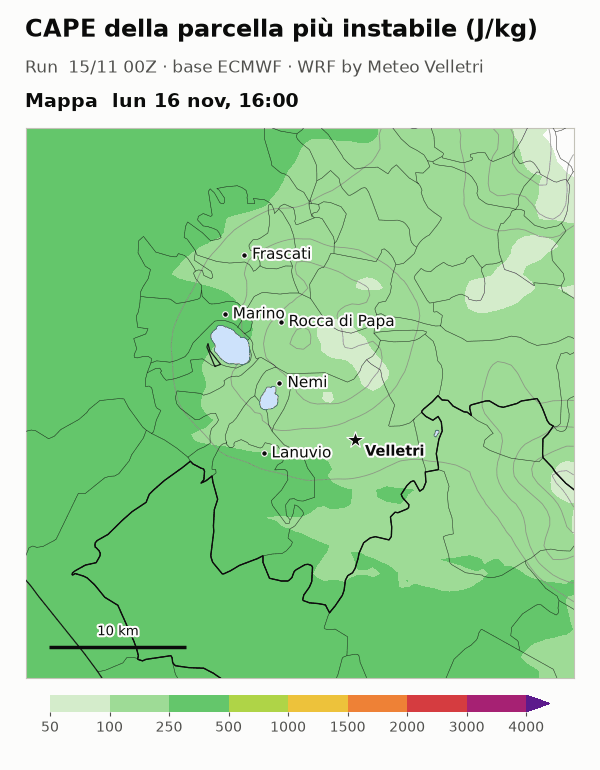 CAPE della parcella più instabile (J/kg)
Run  15/11 00Z · base ECMWF · WRF by Meteo Velletri
Mappa  lun 16 nov, 16:00
Frascati
Marino
Rocca di Papa
Nemi
Velletri
Lanuvio
10 km
50 100 250 500 1000 1500 2000 3000 4000